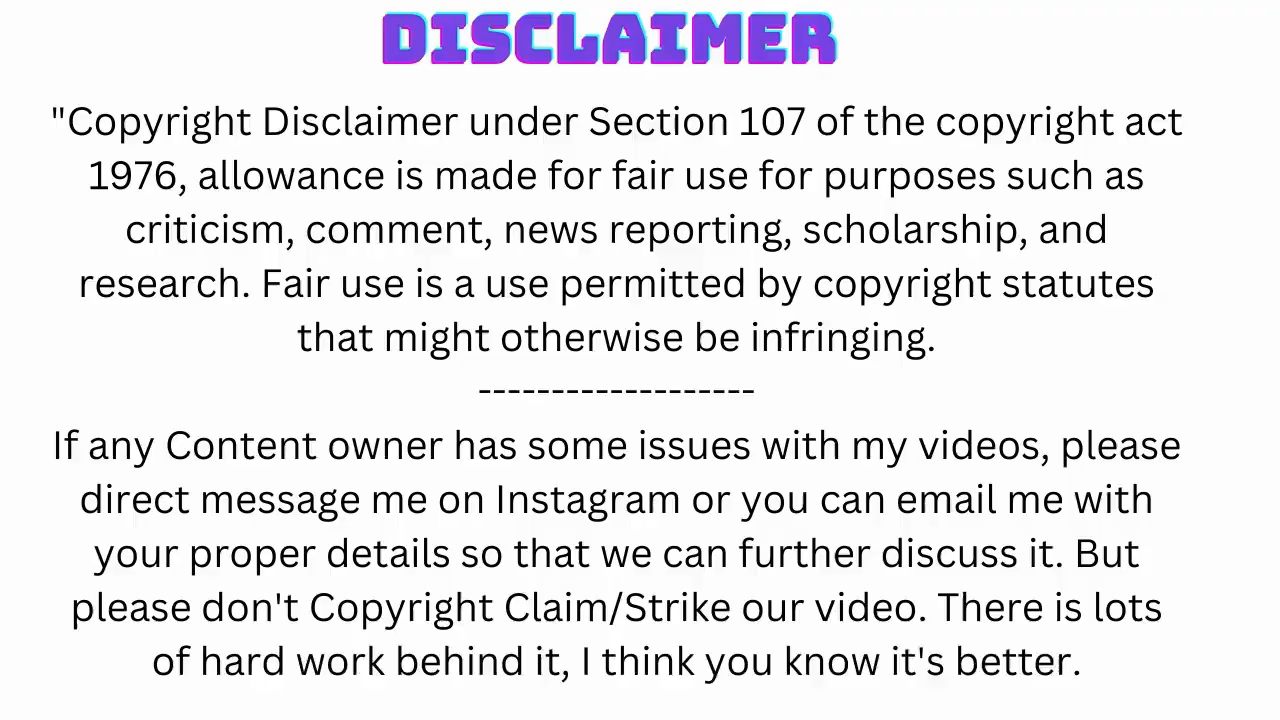 DISCLAIMER
"Copyright Disclaimer under Section 107 of the copyright act
1976, allowance is made for fair use for purposes such as
criticism, comment, news reporting, scholarship, and
research. Fair use is a use permitted by copyright statutes
that might otherwise be infringing.
-------------------
If any Content owner has some issues with my videos, please
direct message me on Instagram or you can email me with
your proper details so that we can further discuss it. But
please don't Copyright Claim/Strike our video. There is lots
of hard work behind it, I think you know it's better.